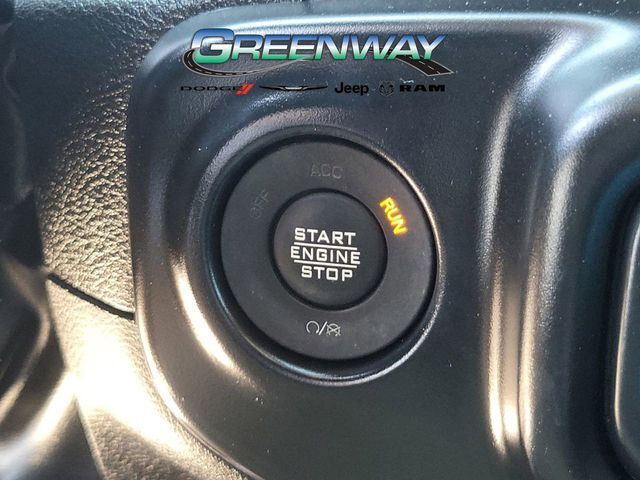 GREENWAY
DODGE Jeep RAM
ACC
OFF
RUN
START
ENGINE
STOP